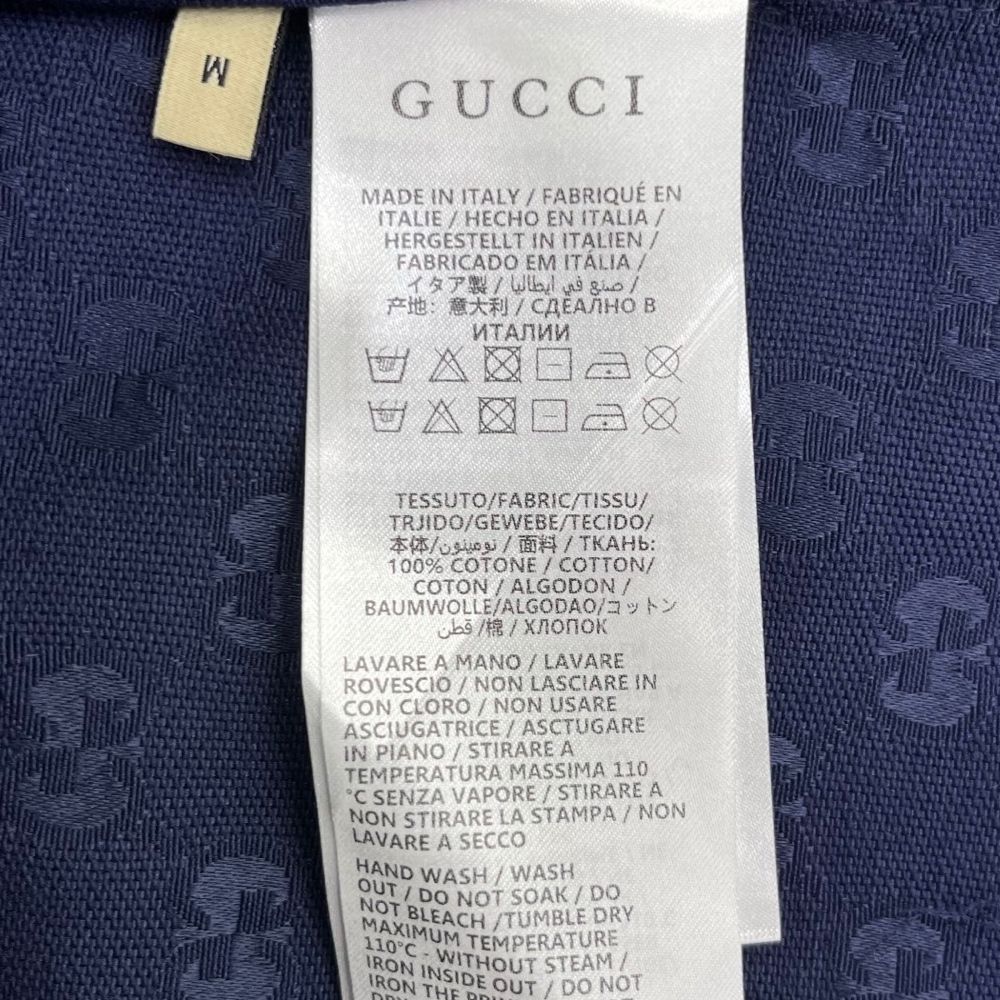 M
GUCCI
MADE IN ITALY / FABRIQUÉ EN
ITALIE / HECHO EN ITALIA /
HERGESTELLT IN ITALIEN /
FABRICADO EM ITÁLIA /
イタア製 / صنع في ايطاليا /
产地: 意大利 / СДЕАЛНО В
ИТАЛИИ
TESSUTO/FABRIC/TISSU/
TRJIDO/GEWEBE/TECIDO/
本体/نومينون / 面料 / ТКАНЬ:
100% COTONE / COTTON/
COTON / ALGODON /
BAUMWOLLE/ALGODAO/コットン
قطن /棉 / ХЛОПОК
LAVARE A MANO / LAVARE
ROVESCIO / NON LASCIARE IN
CON CLORO / NON USARE
ASCIUGATRICE / ASCTUGARE
IN PIANO / STIRARE A
TEMPERATURA MASSIMA 110
°C SENZA VAPORE / STIRARE A
NON STIRARE LA STAMPA / NON
LAVARE A SECCO
HAND WASH / WASH
OUT / DO NOT SOAK / DO
NOT BLEACH /TUMBLE DRY
MAXIMUM TEMPERATURE
110°C - WITHOUT STEAM /
IRON INSIDE OUT / DO NOT
IRON THE